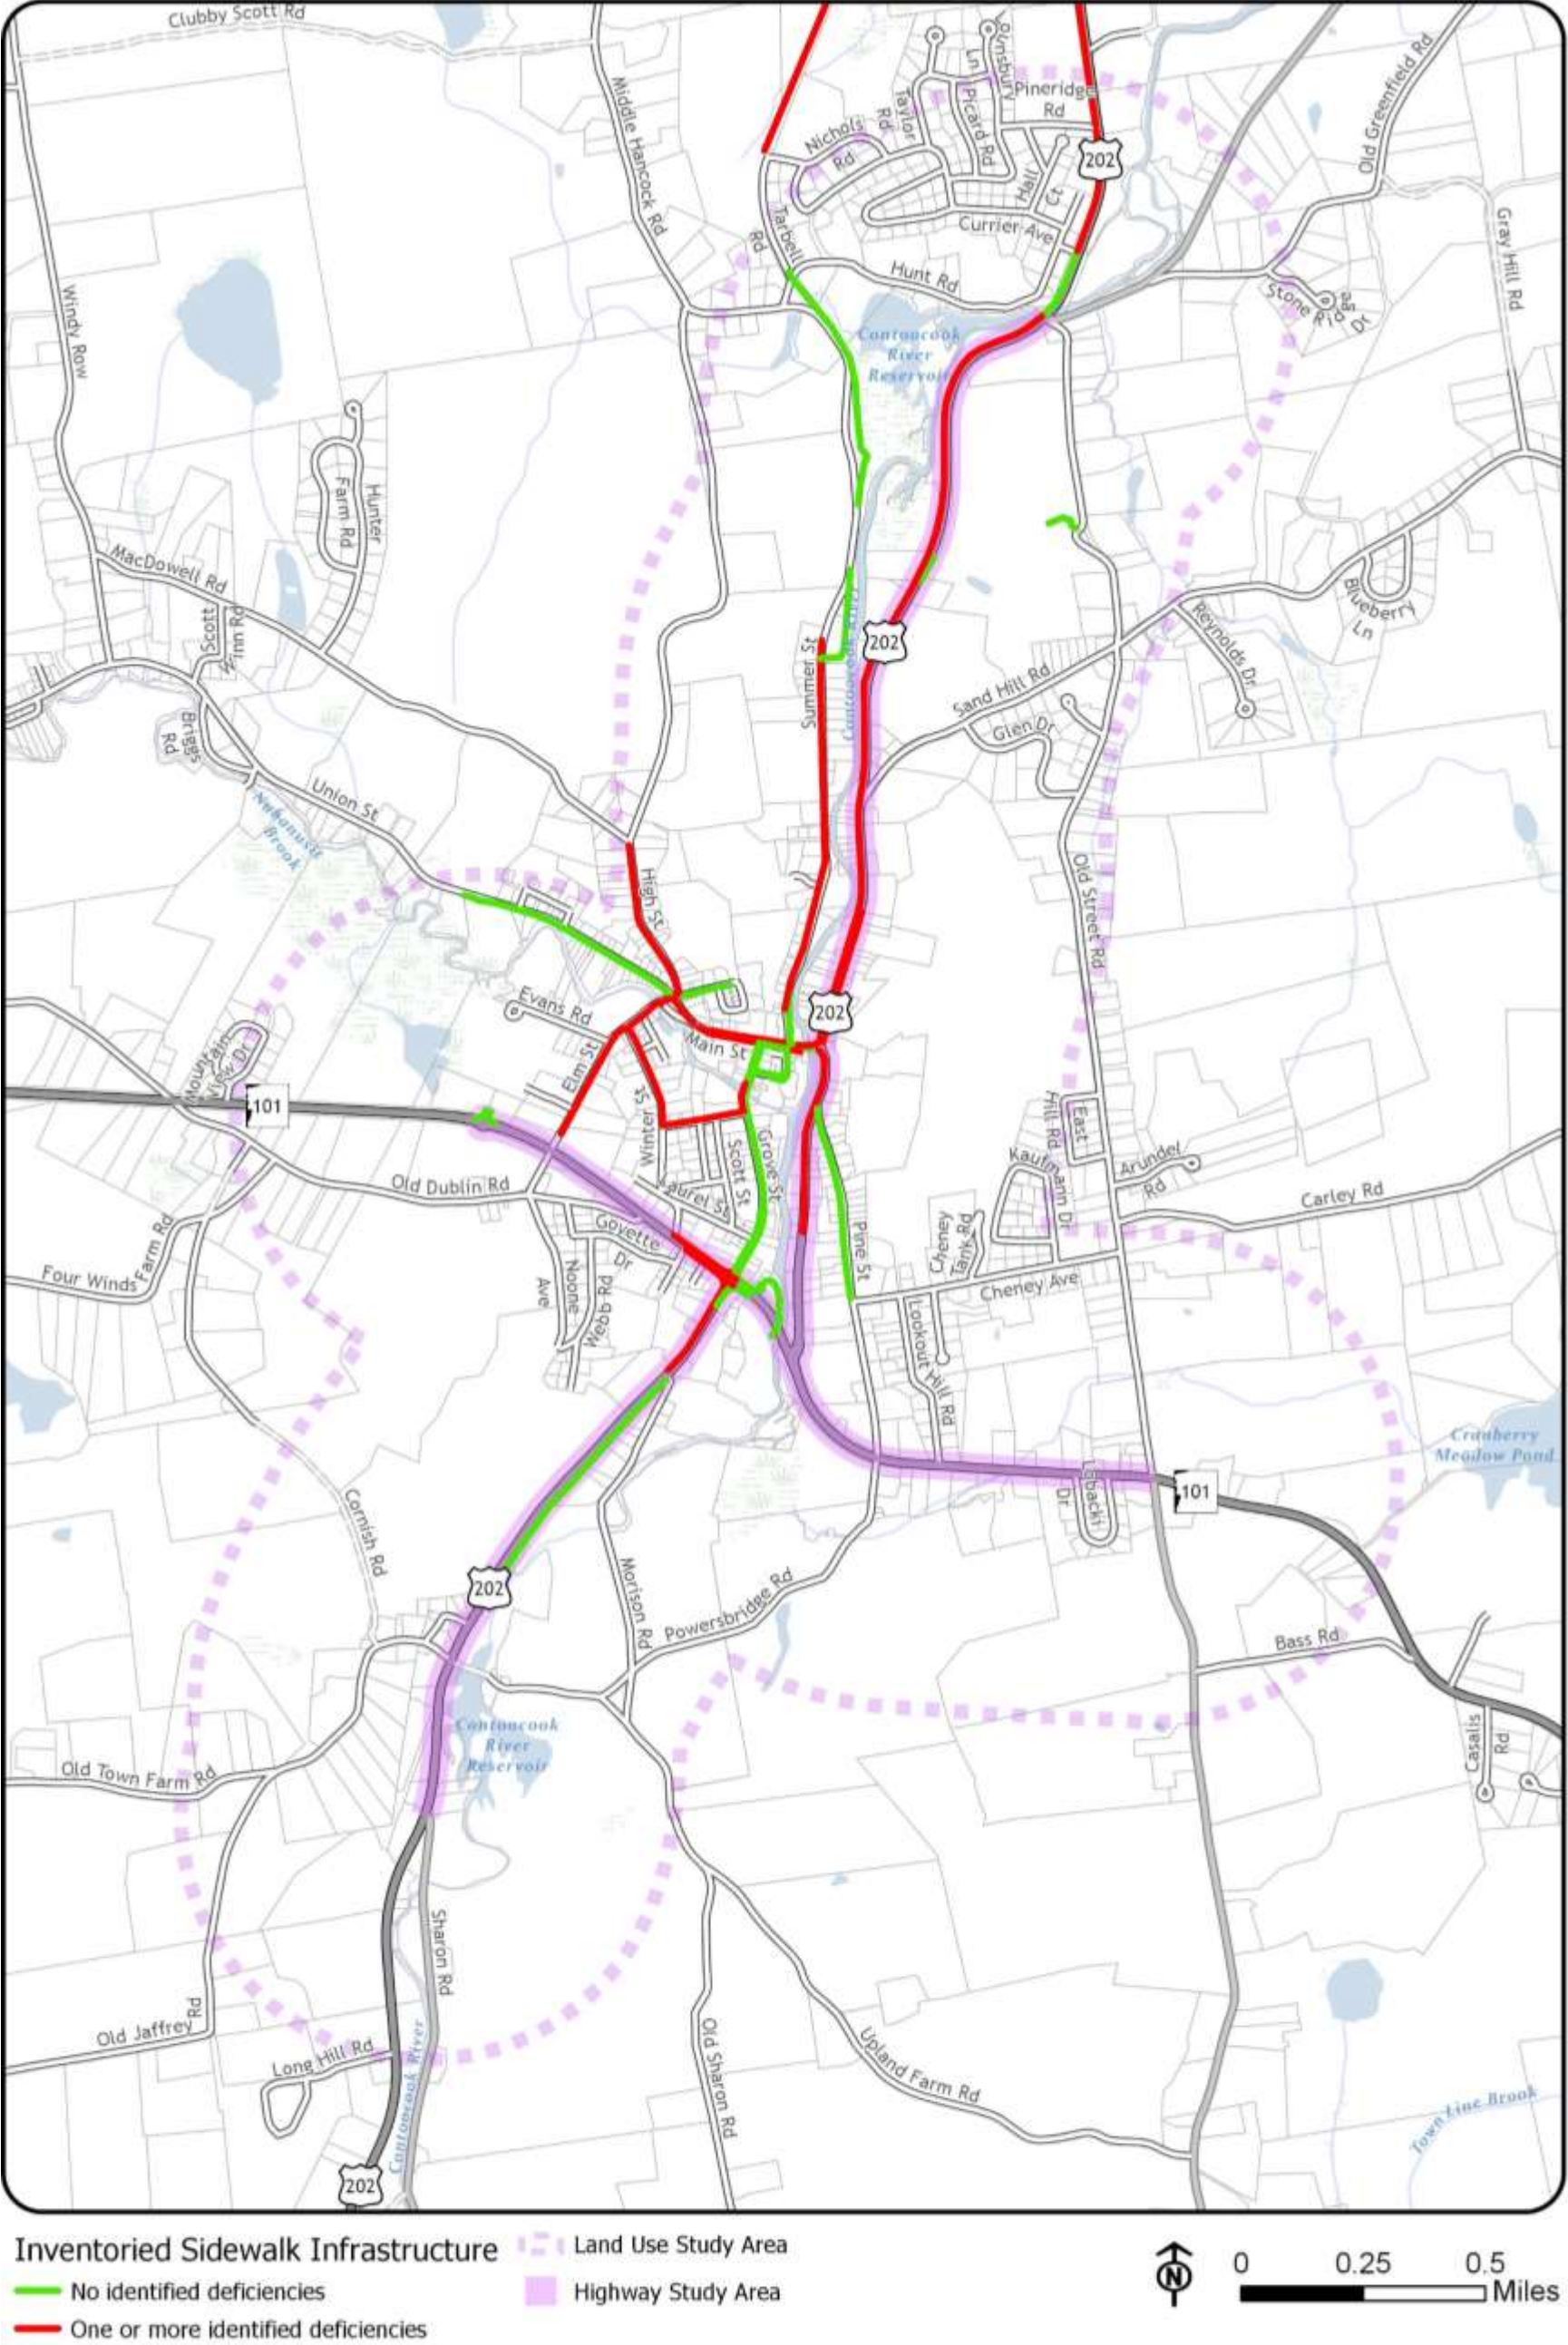 Clubby Scott Rd
Middle Hancock Rd
Nichols
Rd
Taylor
Rd
Ln
Picard Rd
Pineridge
Rd
Hall
Ct
Currier Ave
202
Old Greenfield Rd
Gray Hill Rd
Tarbell
Rd
Hunt Rd
Stone Ridge
Dr
Windy Row
Contoocook
River
Reservoir
Hunter
Farm Rd
MacDowell Rd
Scott
Winn Rd
Briggs
Rd
Summer St
Contoocook River
202
Sand Hill Rd
Glen Dr
Reynolds Dr
Blueberry
Ln
Union St
Nubanusit
Brook
High St
Old Street Rd
Evans Rd
Elm St
Main St
202
Mountain
View Dr
101
Winter St
Scott St
Grove St
Laurel St
Old Dublin Rd
Goyette
Dr
Noone
Ave
Webb Rd
Four Winds
Farm Rd
Pine St
East
Hill Rd
Kaufmann Dr
Arundel
Rd
Carley Rd
Cheney
Tank Rd
Cheney Ave
Lookout Hill Rd
Lobacki
Dr
101
Cranberry
Meadow Pond
Cornish Rd
202
Morison Rd
Powersbridge Rd
Bass Rd
Casalis
Rd
Contoocook
River
Reservoir
Old Town Farm Rd
Sharon Rd
Old Jaffrey
Rd
Long Hill Rd
Contoocook River
Old Sharon Rd
Upland Farm Rd
Town Line Brook
202
Inventoried Sidewalk Infrastructure
No identified deficiencies
One or more identified deficiencies
Land Use Study Area
Highway Study Area
N
0 0.25 0.5
Miles